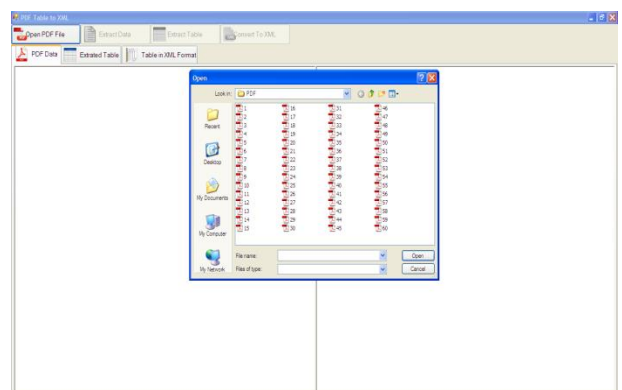 PDF Table to XML
Open PDF File Extract Data Extract Table Convert To XML
PDF Data Extrated Table Table in XML Format
Open
Look in: PDF
1 16 31 46
2 17 32 47
3 18 33 48
4 19 34 49
5 20 35 50
6 21 36 51
7 22 37 52
8 23 38 53
9 24 39 54
10 25 40 55
11 26 41 56
12 27 42 57
13 28 43 58
14 29 44 59
15 30 45 60
Recent
Desktop
My Documents
My Computer
My Network
File name: Open
Files of type: Cancel